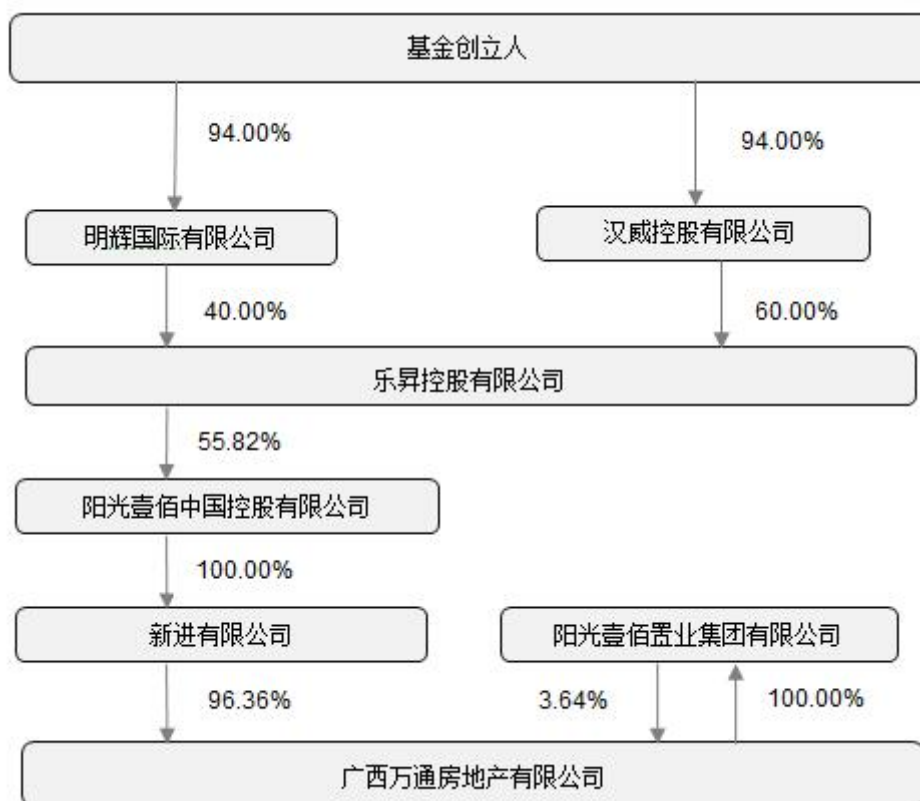 基金创立人
94.00%
94.00%
明辉国际有限公司
汉威控股有限公司
40.00%
60.00%
乐昇控股有限公司
55.82%
阳光壹佰中国控股有限公司
100.00%
新进有限公司
阳光壹佰置业集团有限公司
96.36%
3.64%
100.00%
广西万通房地产有限公司